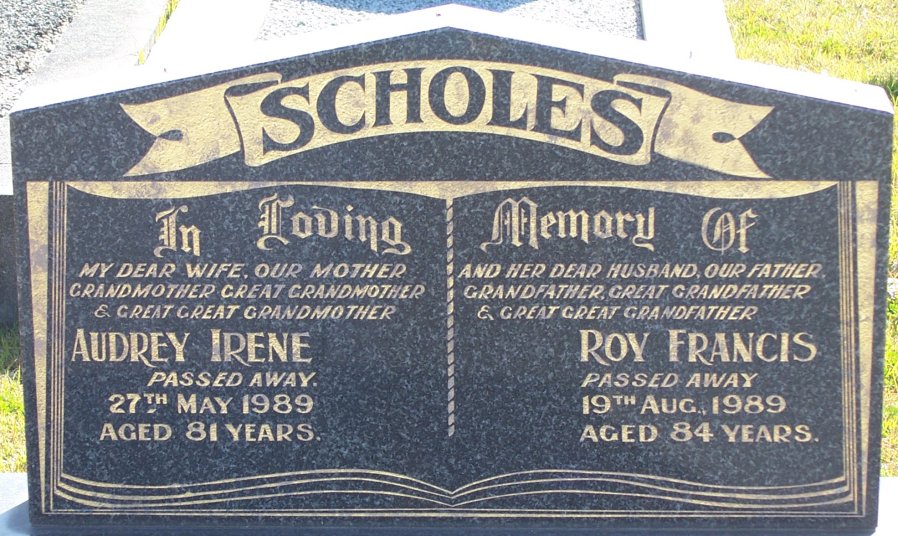 SCHOLES
In Loving Memory Of
MY DEAR WIFE, OUR MOTHER
GRANDMOTHER GREAT GRANDMOTHER
& GREAT GREAT GRANDMOTHER
AUDREY IRENE
PASSED AWAY.
27TH MAY 1989
AGED 81 YEARS.
AND HER DEAR HUSBAND, OUR FATHER,
GRANDFATHER, GREAT GRANDFATHER
& GREAT GREAT GRANDFATHER
ROY FRANCIS
PASSED AWAY
19TH AUG., 1989
AGED 84 YEARS.